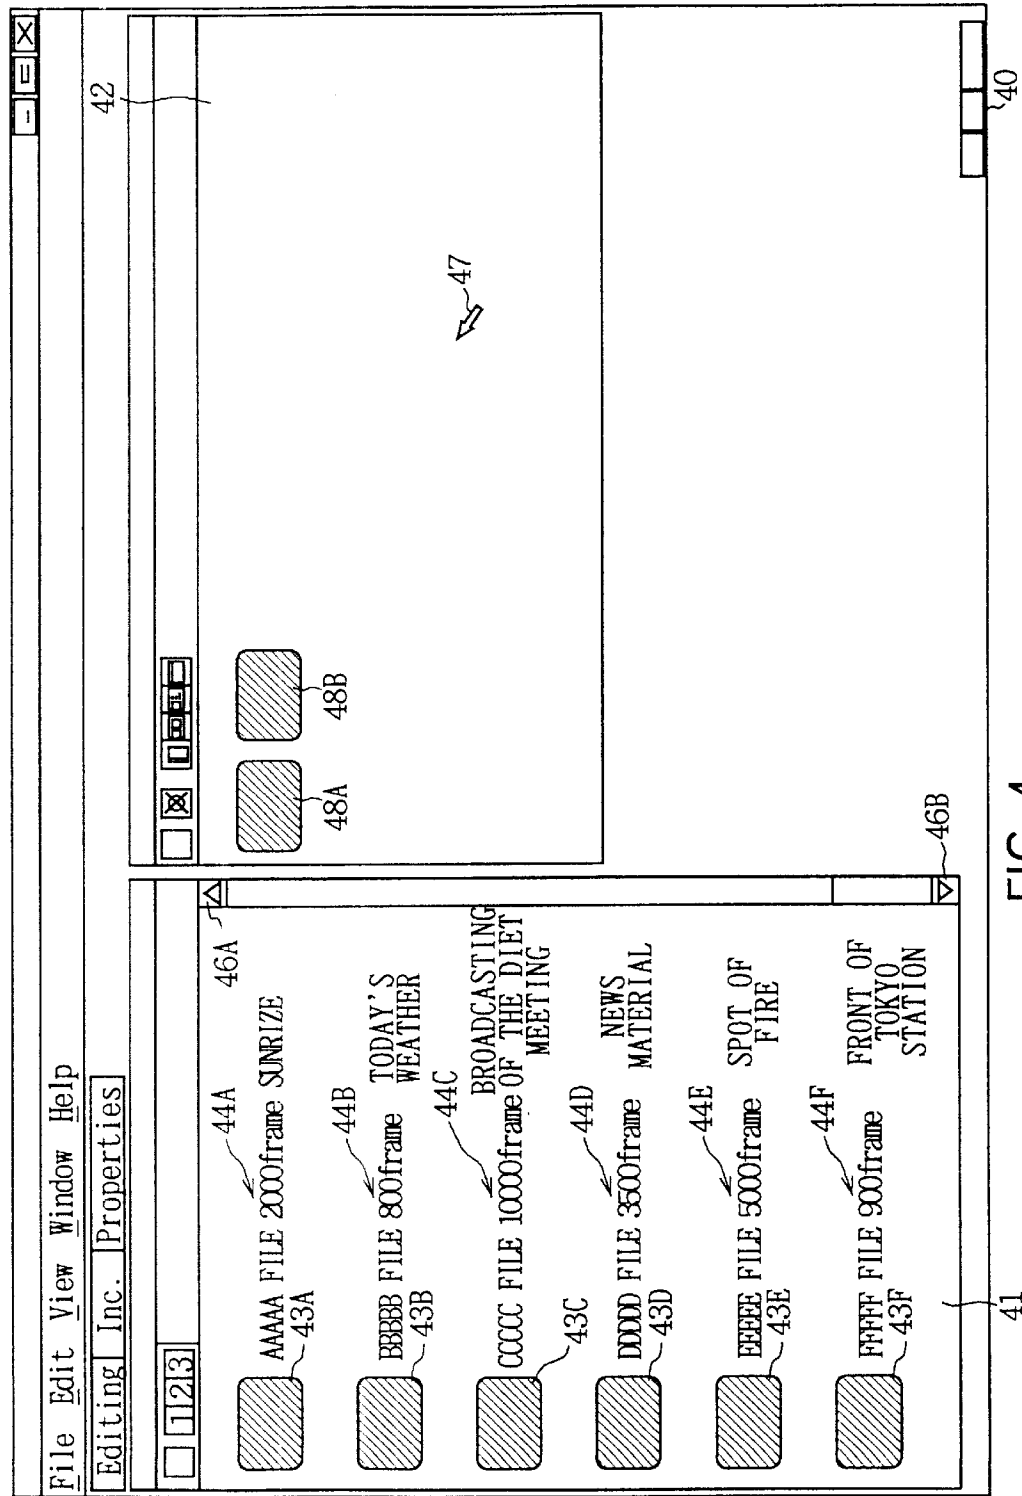 File Edit View Window Help
Editing Inc. Properties
1 2 3
42
46A
44A
AAAAA FILE 2000frame SUNRIZE
43A
44B
BBBBB FILE 800frame TODAY'S
WEATHER
43B
44C
CCCCC FILE 10000frame BROADCASTING
OF THE DIET
MEETING
43C
44D
DDDDD FILE 3500frame NEWS
MATERIAL
43D
44E
EEEEE FILE 5000frame SPOT OF
FIRE
43E
44F
FFFFF FILE 900frame FRONT OF
TOKYO
STATION
43F
46B
48A
48B
47
41
40